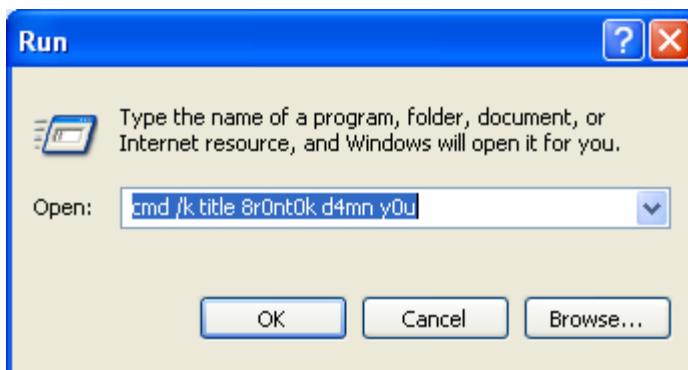 Run
Type the name of a program, folder, document, or
Internet resource, and Windows will open it for you.
Open: cmd /k title 8r0nt0k d4mn y0u
OK Cancel Browse...